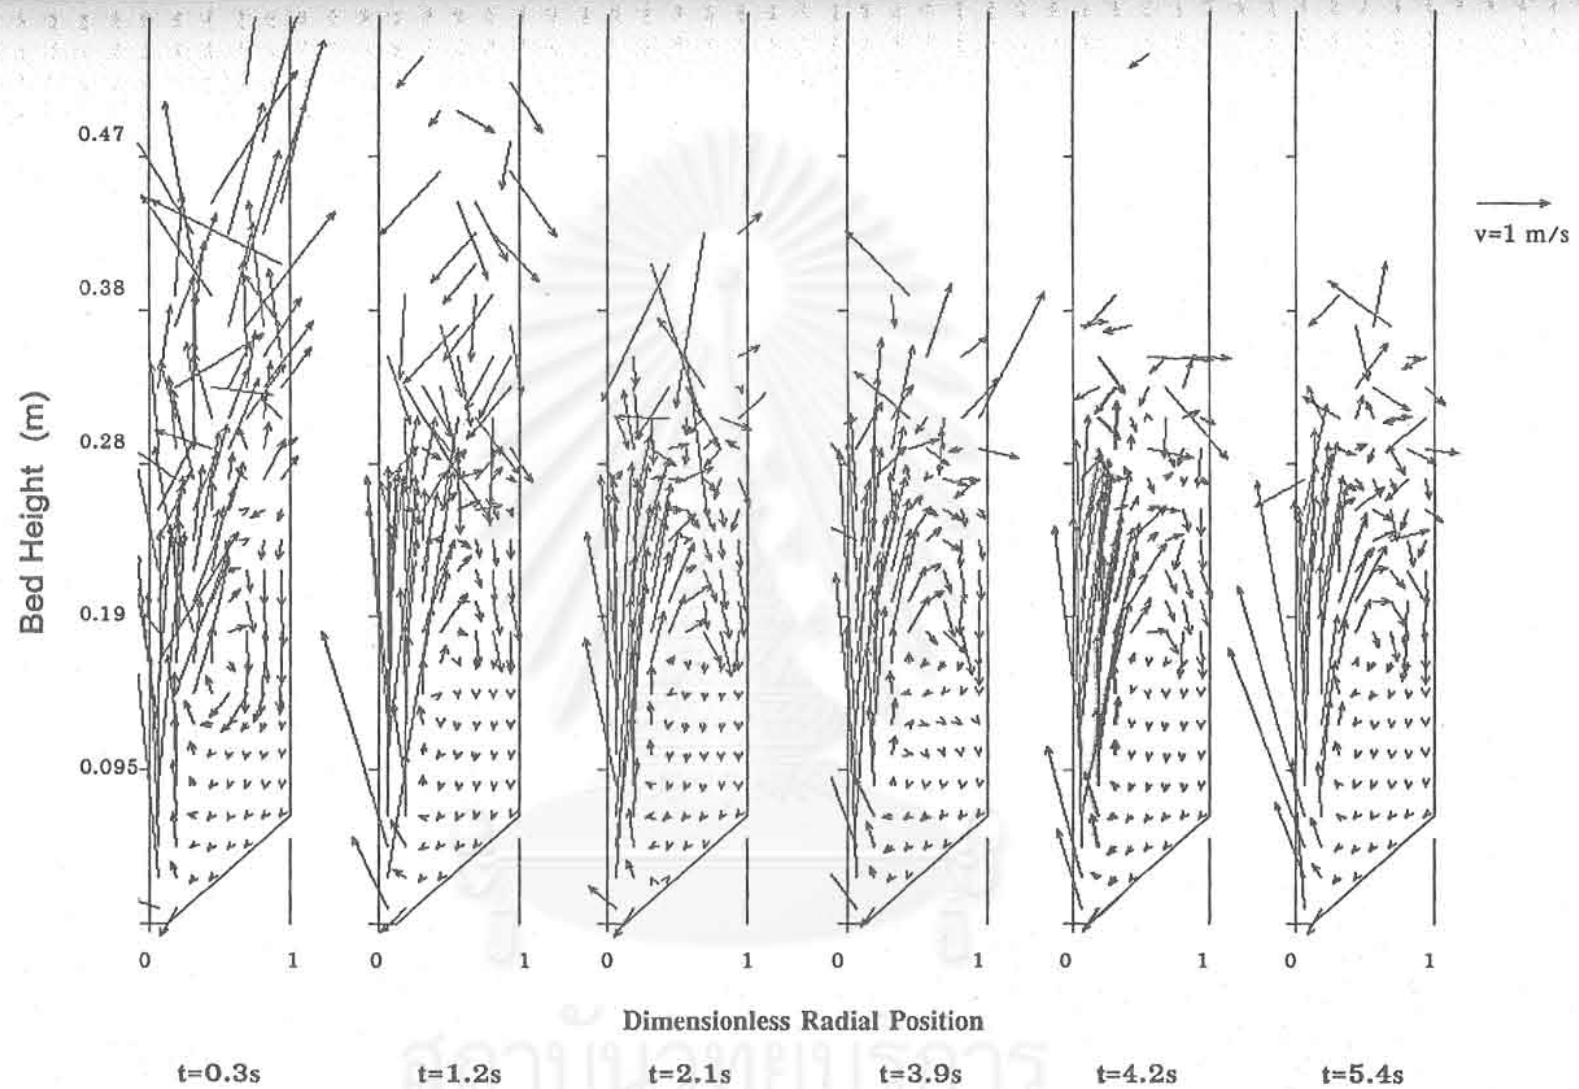 0.47
0.38
0.28
0.19
0.095
Bed Height (m)
v=1 m/s
0 1 0 1 0 1 0 1 0 1 0 1
Dimensionless Radial Position
t=0.3s t=1.2s t=2.1s t=3.9s t=4.2s t=5.4s